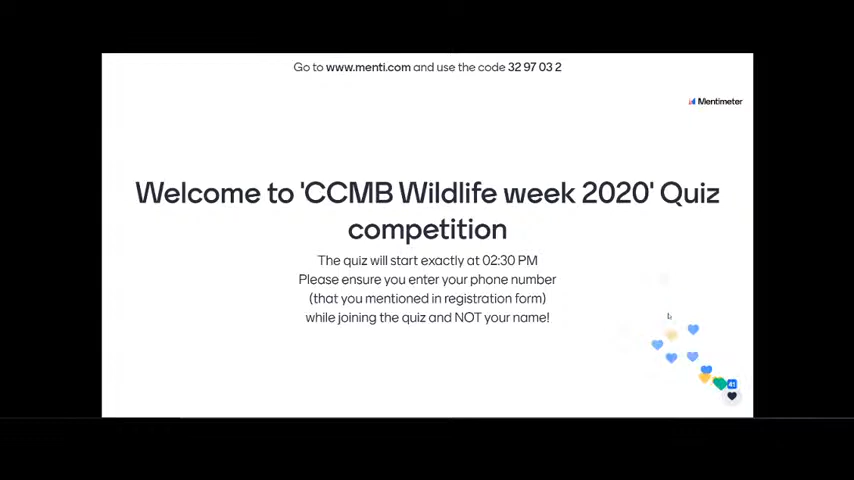 Go to www.menti.com and use the code 32 97 03 2
Mentimeter
Welcome to 'CCMB Wildlife week 2020' Quiz
competition
The quiz will start exactly at 02:30 PM
Please ensure you enter your phone number
(that you mentioned in registration form)
while joining the quiz and NOT your name!
41